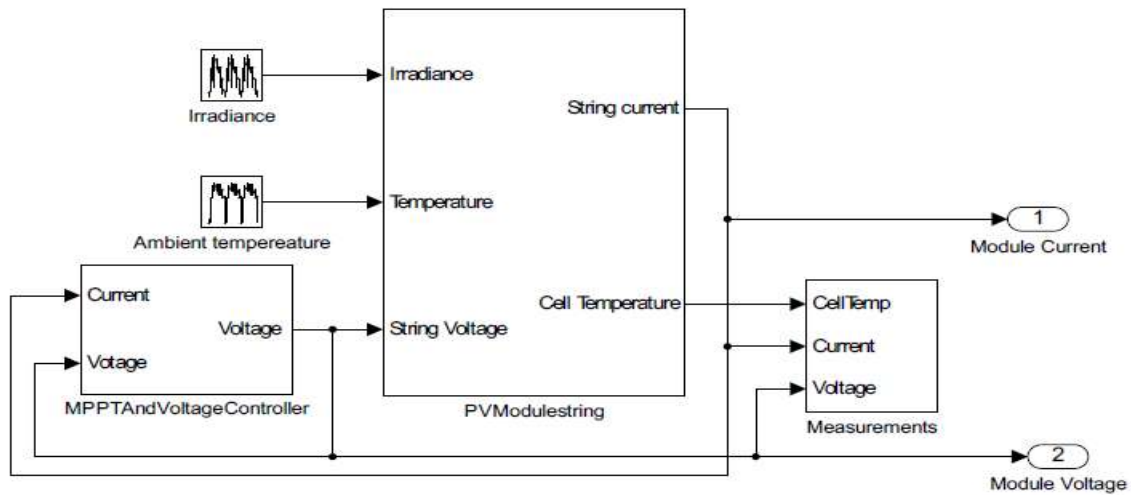 Irradiance
String current
Irradiance
Temperature
1
Ambient tempereature
Module Current
Current
Cell Temperature
CellTemp
Voltage
String Voltage
Current
Votage
Voltage
MPPTAndVoltageController
PVModulestring
Measurements
2
Module Voltage